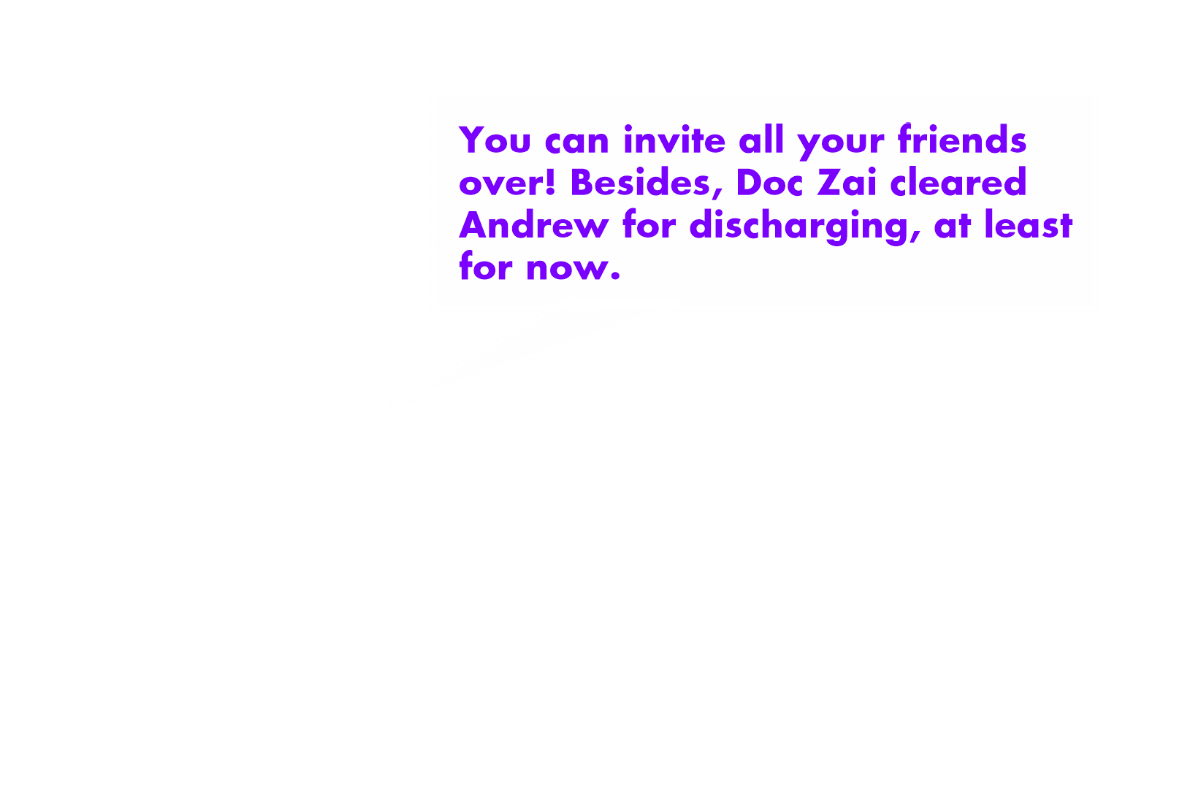 You can invite all your friends
over! Besides, Doc Zai cleared
Andrew for discharging, at least
for now.